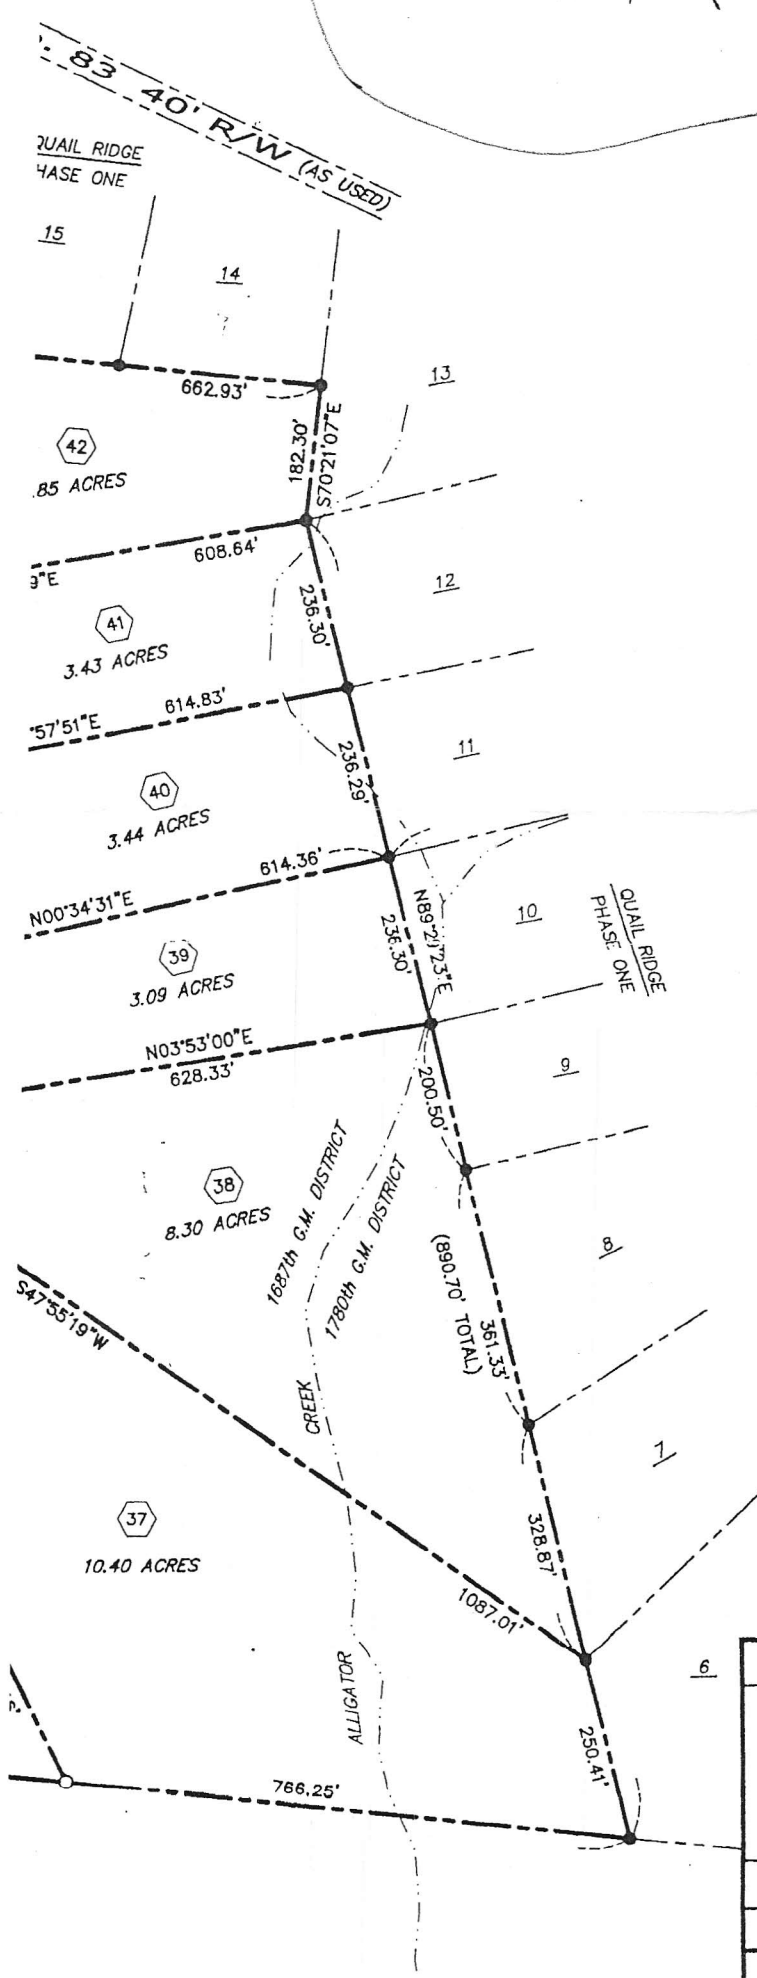 . 83 40' R/W (AS USED)
QUAIL RIDGE
HASE ONE
15
14
662.93'
13
42
.85 ACRES
182.30'
S70°21'07"E
608.64'
9"E
12
236.30'
41
3.43 ACRES
614.83'
°57'51"E
11
236.29'
40
3.44 ACRES
614.36'
N00°34'31"E
10
QUAIL RIDGE
PHASE ONE
236.30'
39
3.09 ACRES
N03°53'00"E
628.33'
9
200.50'
38
8.30 ACRES
1687th G.M. DISTRICT
1780th G.M. DISTRICT
8
361.33'
(890.70' TOTAL)
S47°55'19"W
CREEK
7
37
10.40 ACRES
328.87'
1087.01'
ALLIGATOR
6
250.41'
766.25'